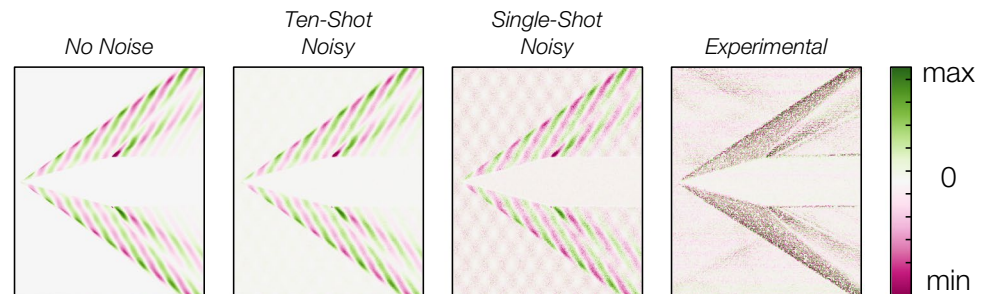 No Noise
Ten-Shot
Noisy
Single-Shot
Noisy
Experimental
max
0
min